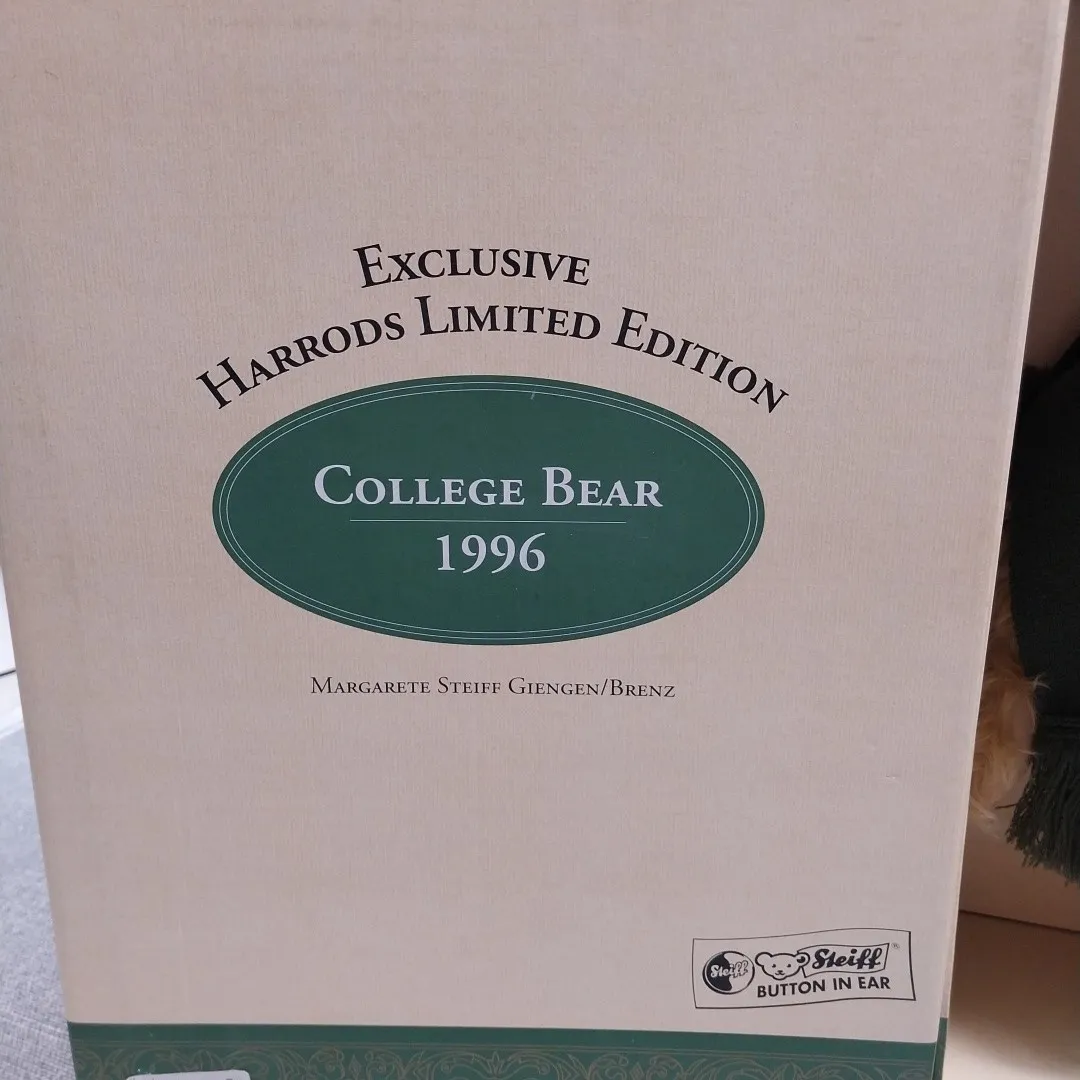 EXCLUSIVE
HARRODS LIMITED EDITION
COLLEGE BEAR
1996
MARGARETE STEIFF GIENGEN/BRENZ
Steiff
Steiff®
BUTTON IN EAR